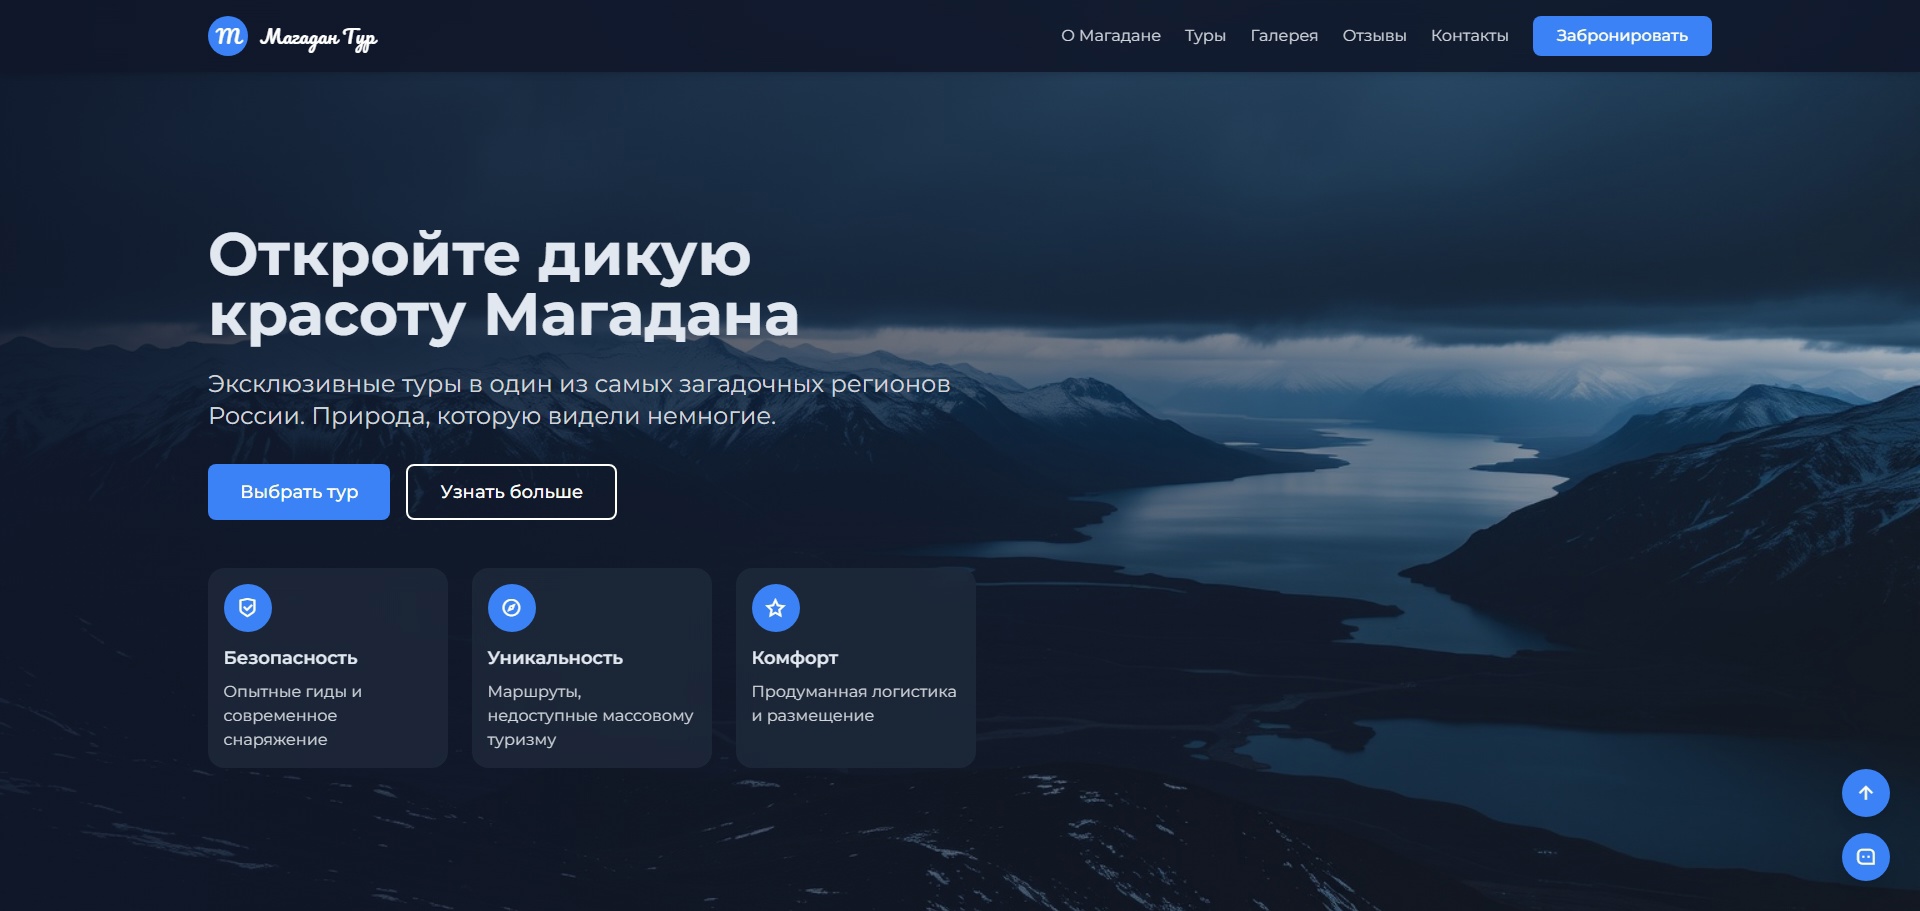 m Магадан Тур
О Магадане Туры Галерея Отзывы Контакты Забронировать
Откройте дикую
красоту Магадана
Эксклюзивные туры в один из самых загадочных регионов
России. Природа, которую видели немногие.
Выбрать тур Узнать больше
Безопасность
Опытные гиды и
современное
снаряжение
Уникальность
Маршруты,
недоступные массовому
туризму
Комфорт
Продуманная логистика
и размещение